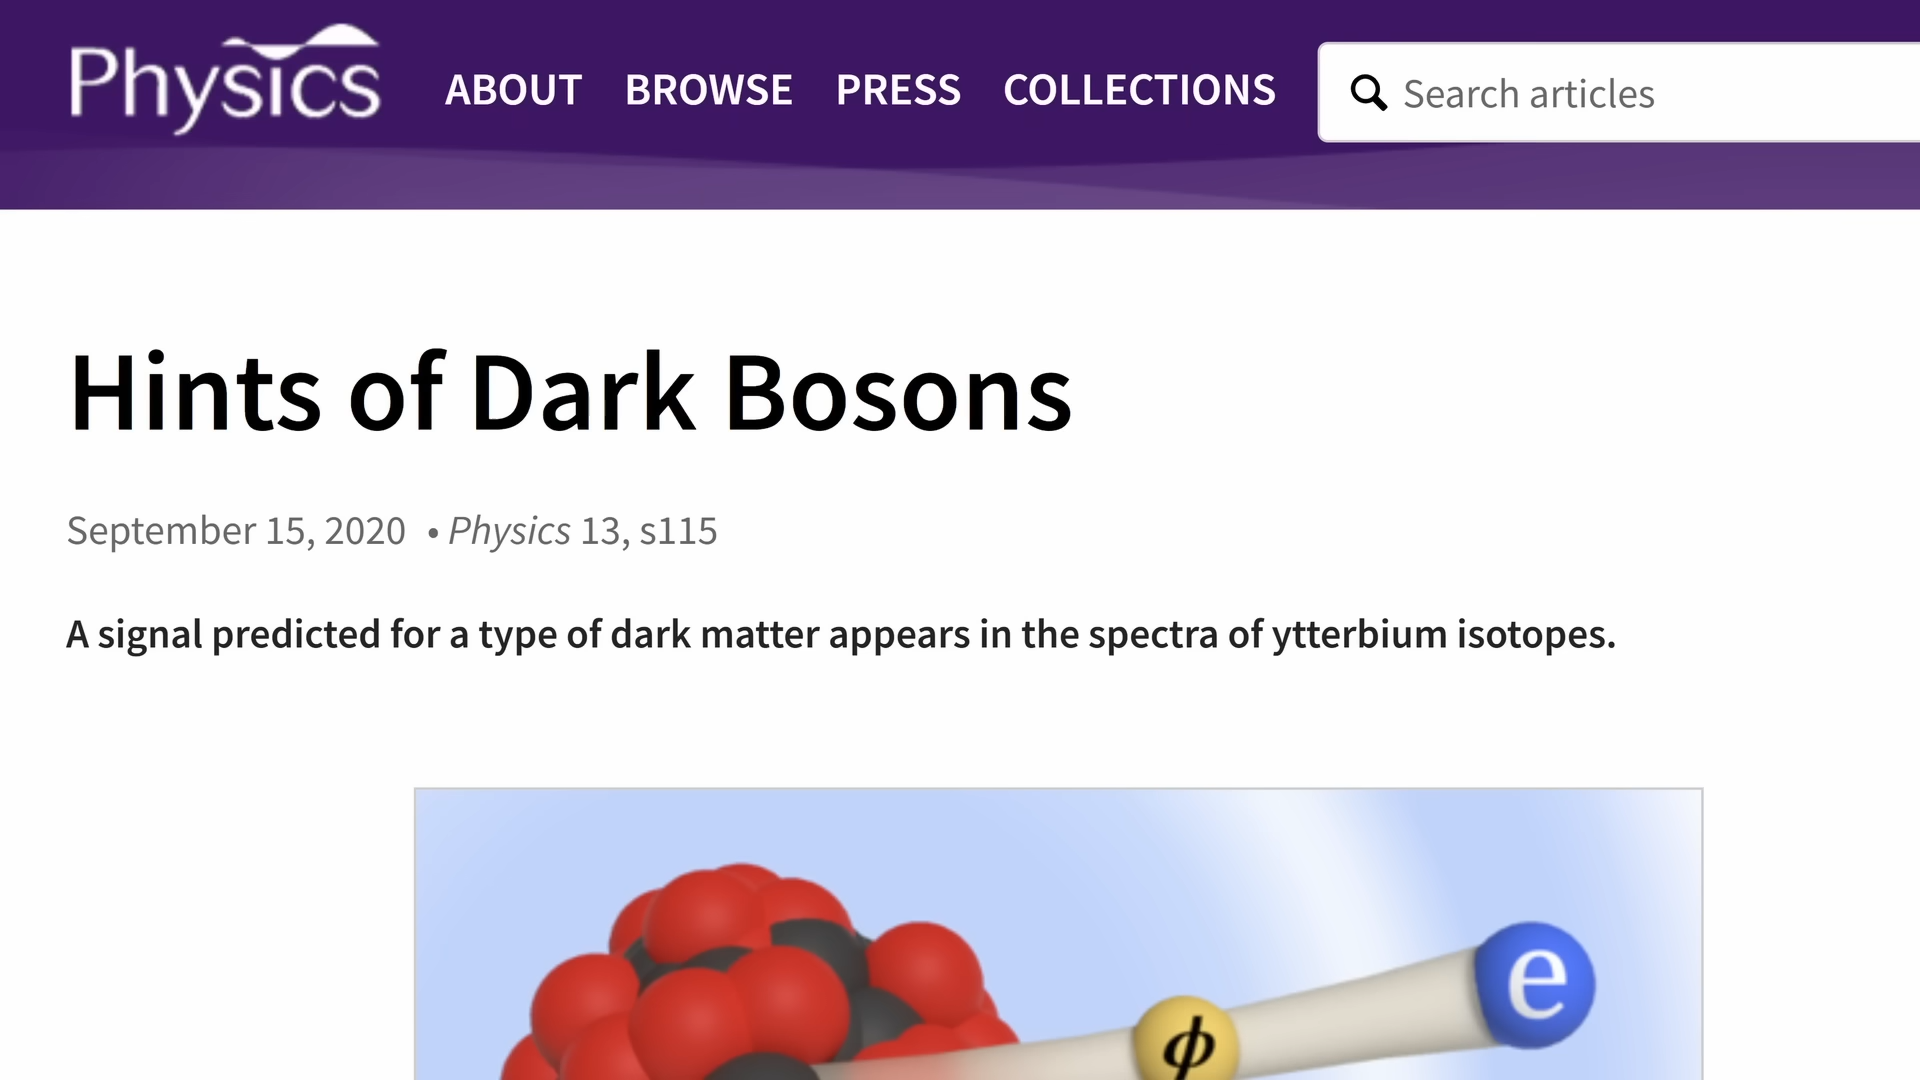 Physics
ABOUT BROWSE PRESS COLLECTIONS Search articles
Hints of Dark Bosons
September 15, 2020 • Physics 13, s115
A signal predicted for a type of dark matter appears in the spectra of ytterbium isotopes.
e
ϕ